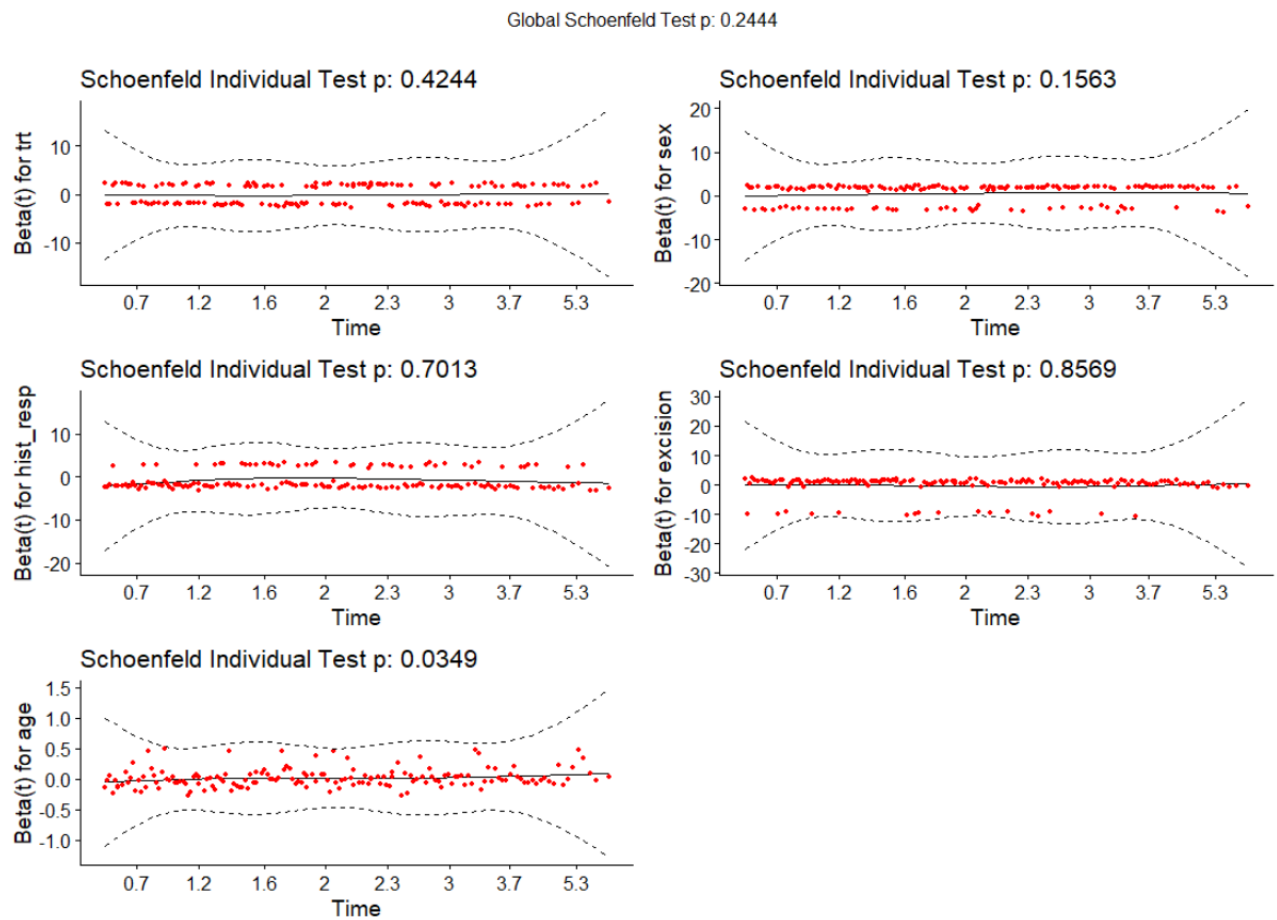 Global Schoenfeld Test p: 0.2444
Schoenfeld Individual Test p: 0.4244
Beta(t) for trt
10
0
-10
0.7 1.2 1.6 2 2.3 3 3.7 5.3
Time
Schoenfeld Individual Test p: 0.1563
Beta(t) for sex
20
10
0
-10
-20
0.7 1.2 1.6 2 2.3 3 3.7 5.3
Time
Schoenfeld Individual Test p: 0.7013
Beta(t) for hist_resp
10
0
-10
-20
0.7 1.2 1.6 2 2.3 3 3.7 5.3
Time
Schoenfeld Individual Test p: 0.8569
Beta(t) for excision
30
20
10
0
-10
-20
-30
0.7 1.2 1.6 2 2.3 3 3.7 5.3
Time
Schoenfeld Individual Test p: 0.0349
Beta(t) for age
1.5
1.0
0.5
0.0
-0.5
-1.0
0.7 1.2 1.6 2 2.3 3 3.7 5.3
Time